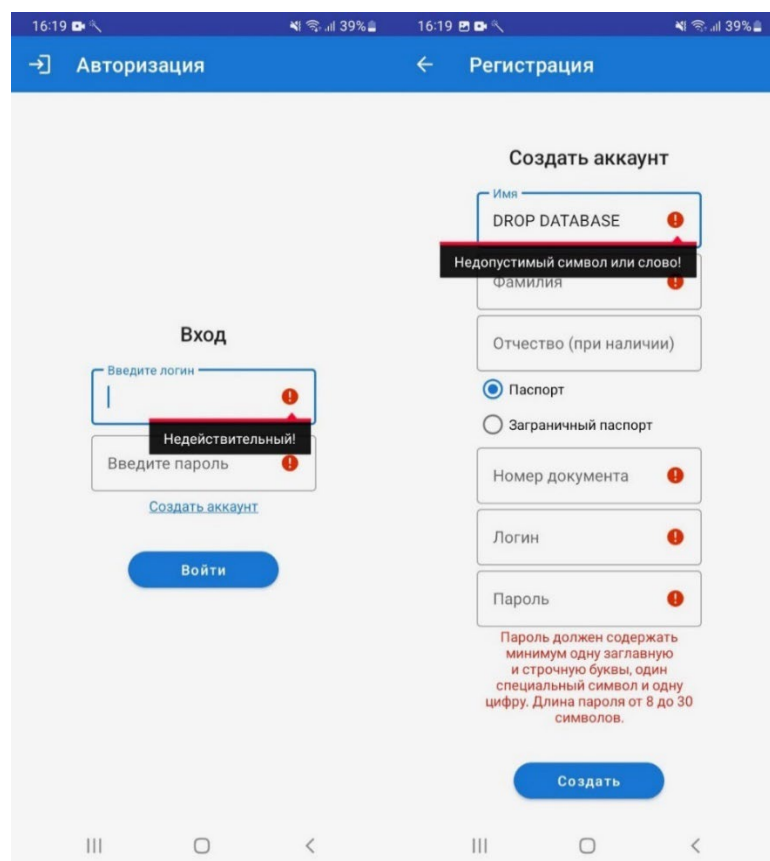 16:19
39%
Авторизация
Вход
Введите логин
Недействительный!
Введите пароль
Создать аккаунт
Войти
16:19
39%
Регистрация
Создать аккаунт
Имя
DROP DATABASE
Недопустимый символ или слово!
Фамилия
Отчество (при наличии)
Паспорт
Заграничный паспорт
Номер документа
Логин
Пароль
Пароль должен содержать
минимум одну заглавную
и строчную буквы, один
специальный символ и одну
цифру. Длина пароля от 8 до 30
символов.
Создать